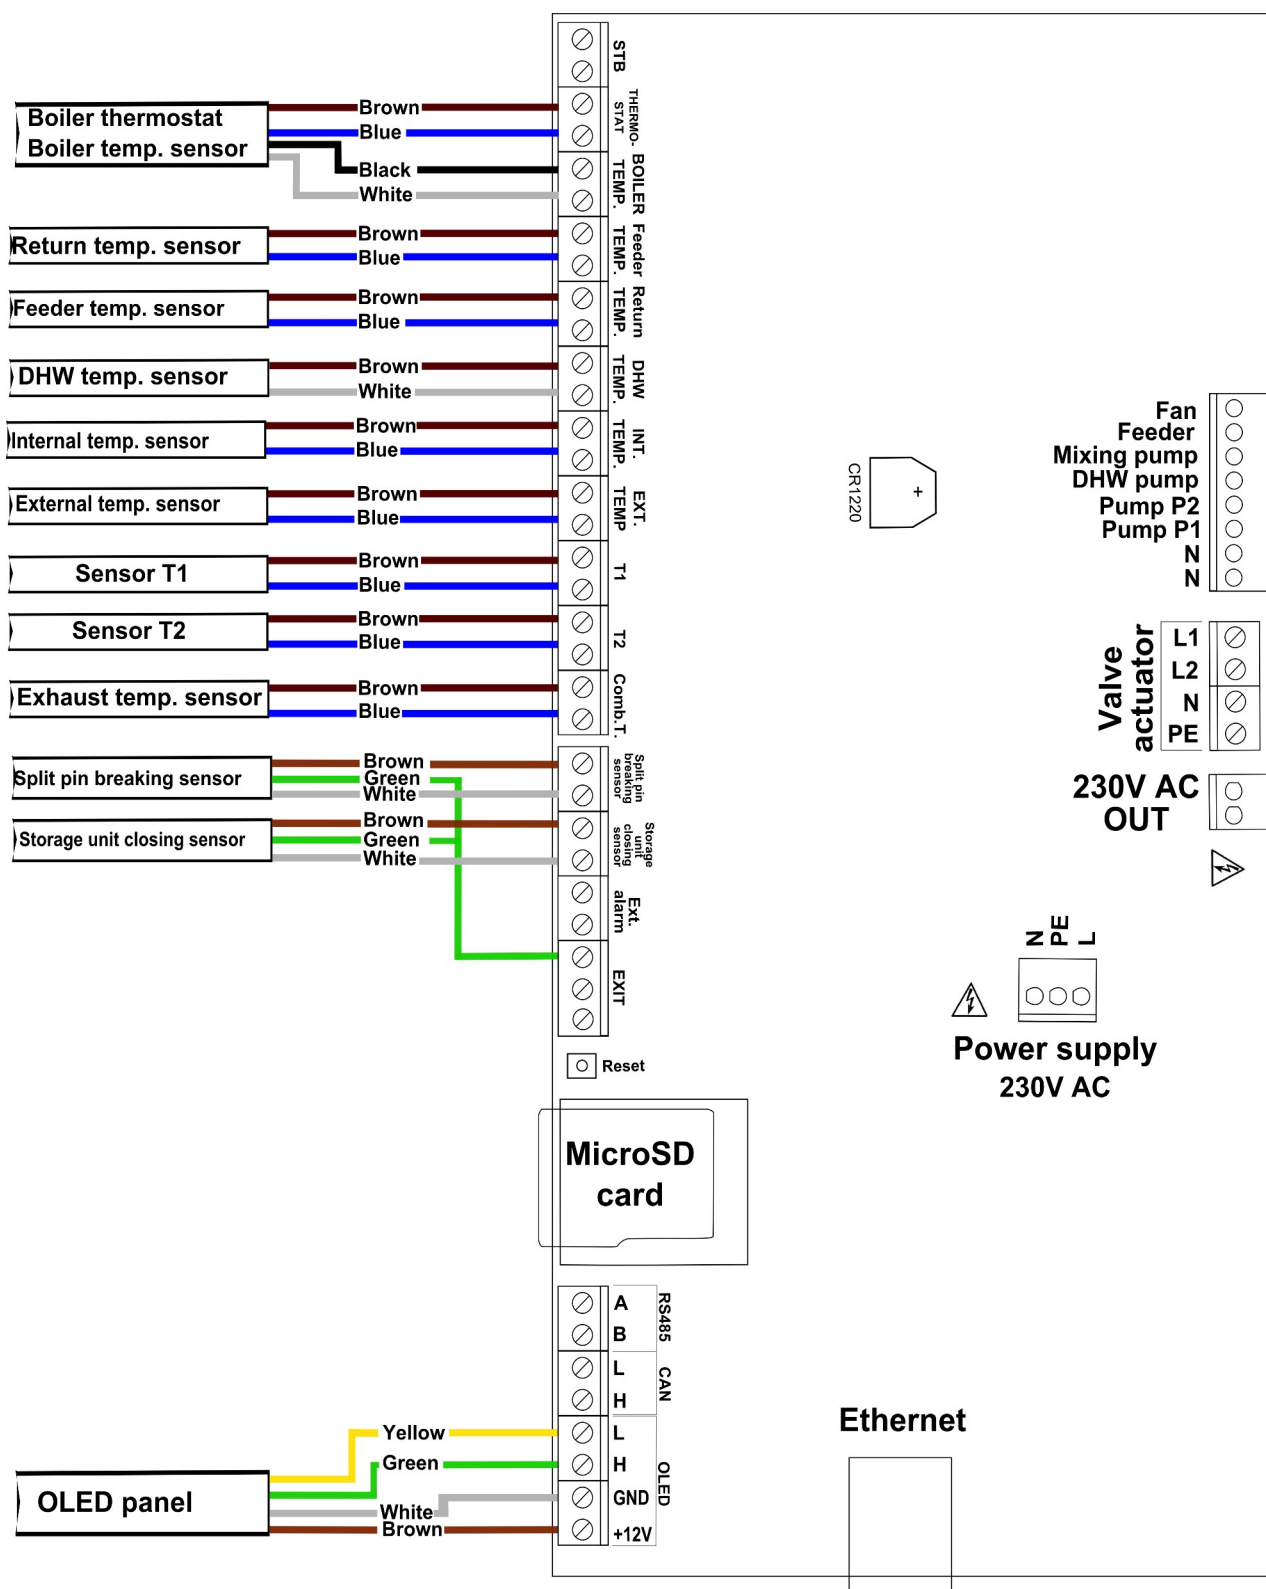 STB
Boiler thermostat
Boiler temp. sensor
Brown
Blue
Black
White
THERMO-
STAT
BOILER
TEMP.
Return temp. sensor
Brown
Blue
Feeder
TEMP.
Feeder temp. sensor
Brown
Blue
Return
TEMP.
DHW temp. sensor
Brown
White
DHW
TEMP.
Internal temp. sensor
Brown
Blue
INT.
TEMP.
External temp. sensor
Brown
Blue
EXT.
TEMP
Sensor T1
Brown
Blue
T1
Sensor T2
Brown
Blue
T2
Exhaust temp. sensor
Brown
Blue
Comb.T.
Split pin breaking sensor
Brown
Green
White
Split pin
breaking
sensor
Storage unit closing sensor
Brown
Green
White
Storage
unit
closing
sensor
Ext.
alarm
EXIT
Reset
MicroSD
card
A
B
RS485
L
H
CAN
OLED panel
Yellow
Green
White
Brown
L
H
GND
+12V
OLED
CR1220
+
Fan
Feeder
Mixing pump
DHW pump
Pump P2
Pump P1
N
N
Valve
actuator
L1
L2
N
PE
230V AC
OUT
N
PE
L
Power supply
230V AC
Ethernet